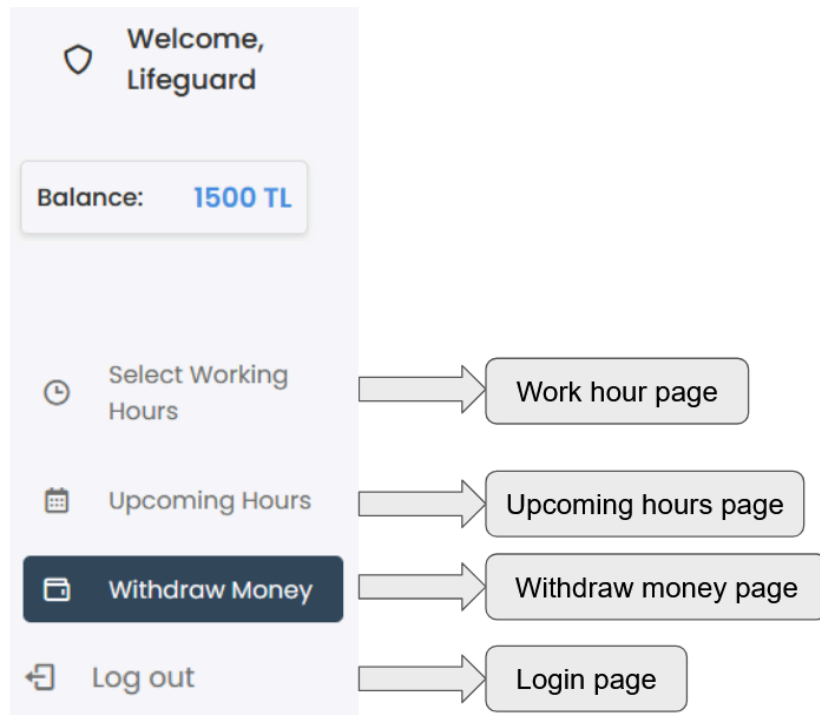 Welcome,
Lifeguard
Balance: 1500 TL
Select Working
Hours
Work hour page
Upcoming Hours
Upcoming hours page
Withdraw Money
Withdraw money page
Log out
Login page